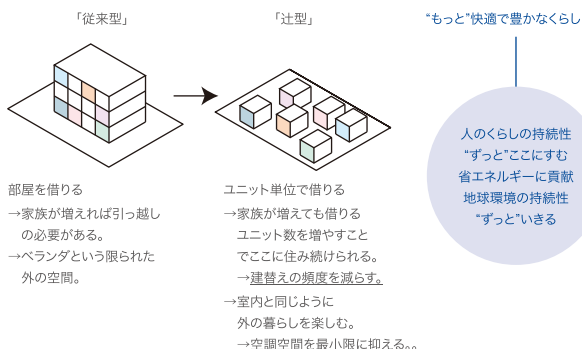 「従来型」
「辻型」
部屋を借りる
→家族が増えれば引っ越し
の必要がある。
→ベランダという限られた
外の空間。
ユニット単位で借りる
→家族が増えても借りる
ユニット数を増やすこと
でここに住み続けられる。
→建替えの頻度を減らす。
→室内と同じように
外の暮らしを楽しむ。
→空調空間を最小限に抑える。。
“もっと”快適で豊かなくらし
人のくらしの持続性
“ずっと”ここにすむ
省エネルギーに貢献
地球環境の持続性
“ずっと”いきる